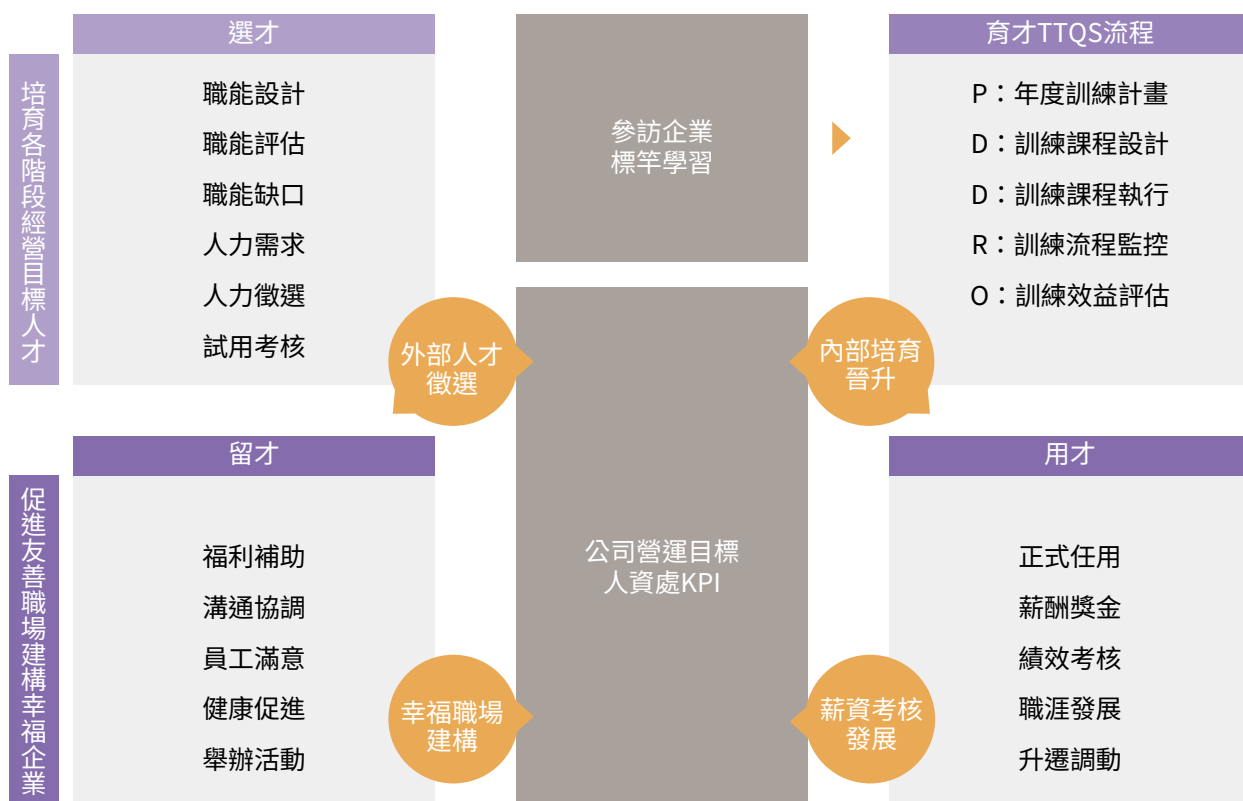 培育各階段經營目標人才
選才
職能設計
職能評估
職能缺口
人力需求
人力徵選
試用考核
參訪企業
標竿學習
育才TTQS流程
P：年度訓練計畫
D：訓練課程設計
D：訓練課程執行
R：訓練流程監控
O：訓練效益評估
外部人才
徵選
內部培育
晉升
促進友善職場建構幸福企業
留才
福利補助
溝通協調
員工滿意
健康促進
舉辦活動
公司營運目標
人資處KPI
用才
正式任用
薪酬獎金
績效考核
職涯發展
升遷調動
幸福職場
建構
薪資考核
發展